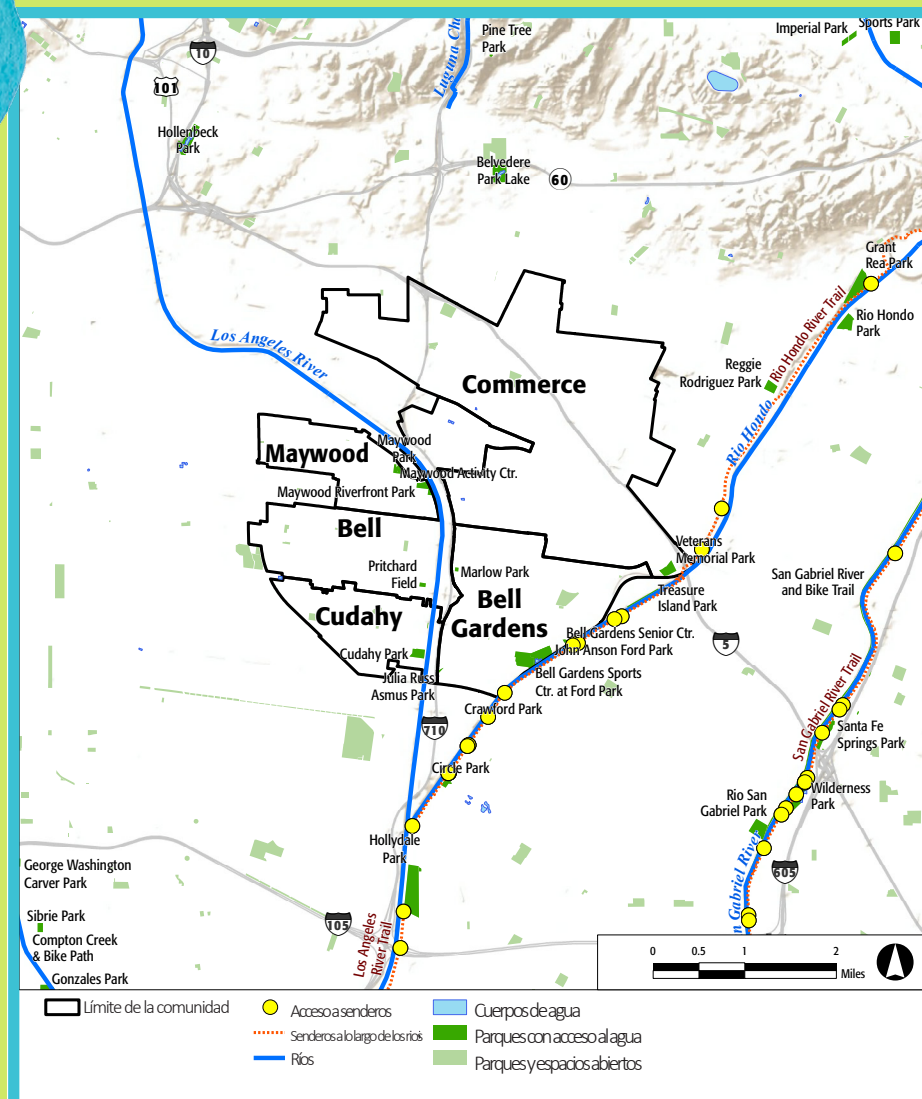 Pine Tree
Park
Imperial Park
Sports Park
10
101
Hollenbeck
Park
Belvedere
Park Lake
60
Grant
Rea Park
Rio Hondo River Trail
Rio Hondo
Park
Los Angeles River
Commerce
Reggie
Rodriguez Park
Rio Hondo
Maywood
Maywood
Park
Maywood Activity Ctr.
Maywood Riverfront Park
Bell
Veterans
Memorial Park
Pritchard
Field
Marlow Park
San Gabriel River
and Bike Trail
Treasure
Island Park
Bell
Gardens
Cudahy
Bell Gardens Senior Ctr.
John Anson Ford Park
5
Cudahy Park
Julia Russ
Asmus Park
Bell Gardens Sports
Ctr. at Ford Park
San Gabriel River Trail
Crawford Park
710
Santa Fe
Springs Park
Circle Park
Rio San
Gabriel Park
Wilderness
Park
Hollydale
Park
n Gabriel River
605
George Washington
Carver Park
Sibrie Park
105
Los Angeles
River Trail
Compton Creek
& Bike Path
Gonzales Park
0 0.5 1 2
Miles
Límite de la comunidad
Acceso a senderos
Senderos a lo largo de los rios
Ríos
Cuerpos de agua
Parques con acceso al agua
Parques y espacios abiertos